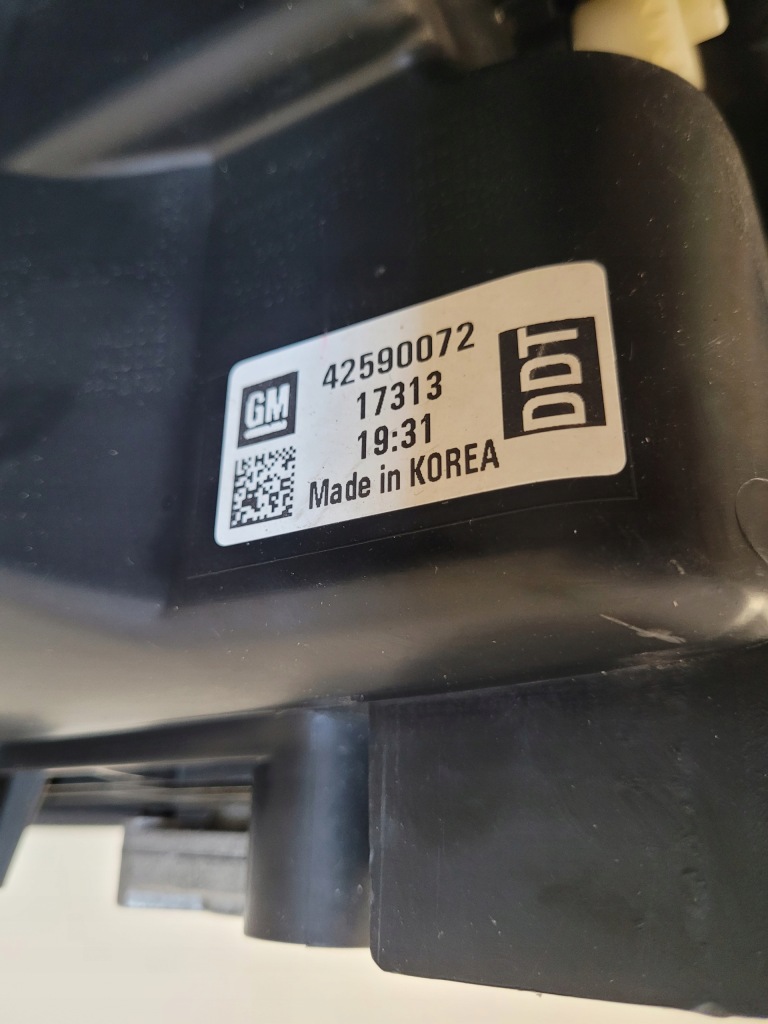 GM
42590072
17313
19:31
Made in KOREA
DDT